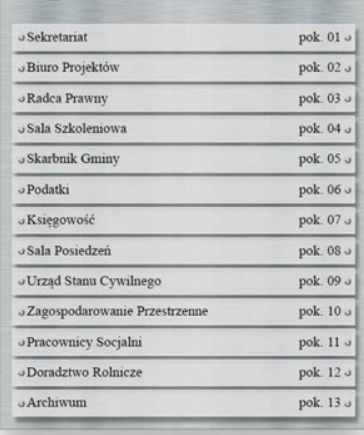 Sekretariat pok. 01
Biuro Projektów pok. 02
Radca Prawny pok. 03
Sala Szkoleniowa pok. 04
Skarbnik Gminy pok. 05
Podatki pok. 06
Księgowość pok. 07
Sala Posiedzeń pok. 08
Urząd Stanu Cywilnego pok. 09
Zagospodarowanie Przestrzenne pok. 10
Pracownicy Socjalni pok. 11
Doradztwo Rolnicze pok. 12
Archiwum pok. 13